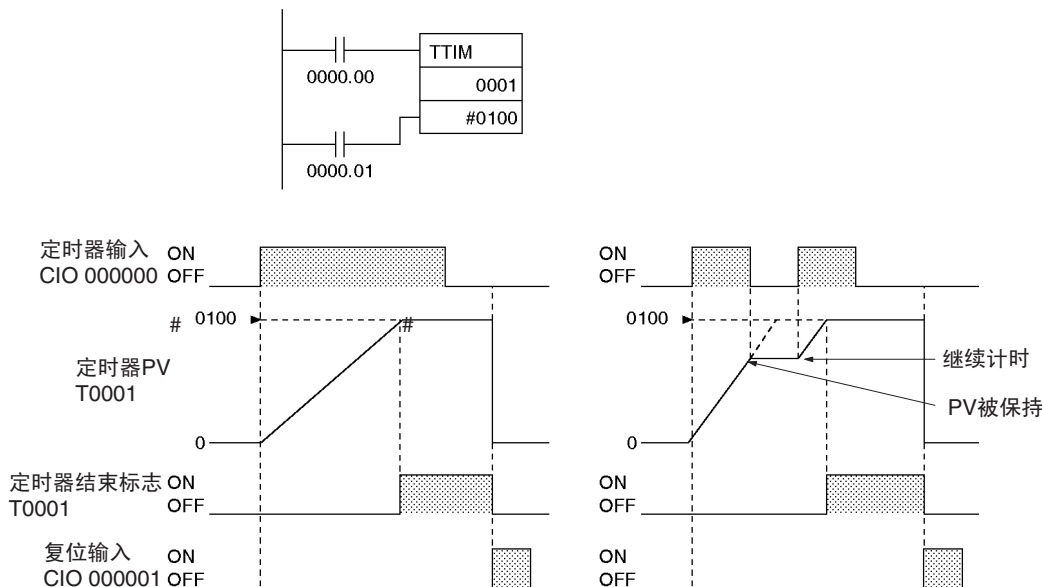 TTIM
0000.00
0001
#0100
0000.01
定时器输入 ON
CIO 000000 OFF
ON
OFF
# 0100
#
0100
定时器PV
T0001
继续计时
PV被保持
0
0
定时器结束标志 ON
T0001 OFF
ON
OFF
复位输入 ON
CIO 000001 OFF
ON
OFF